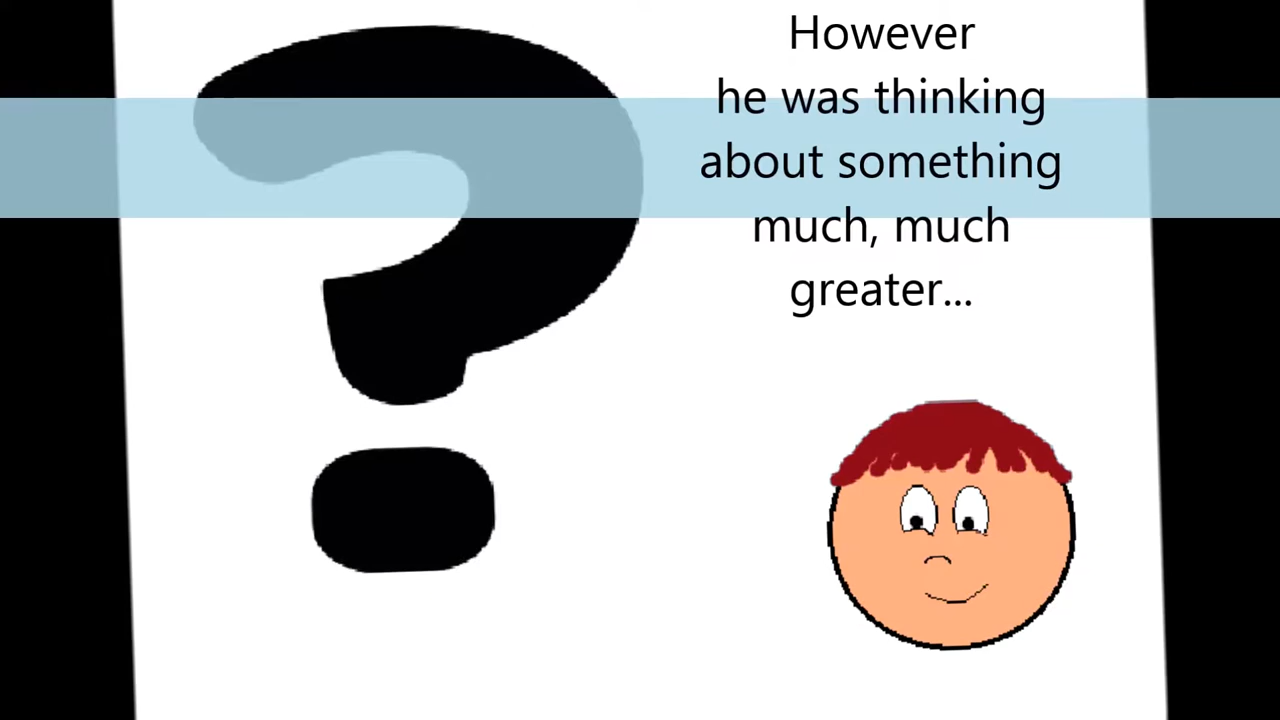 However
he was thinking
about something
much, much
greater...
?